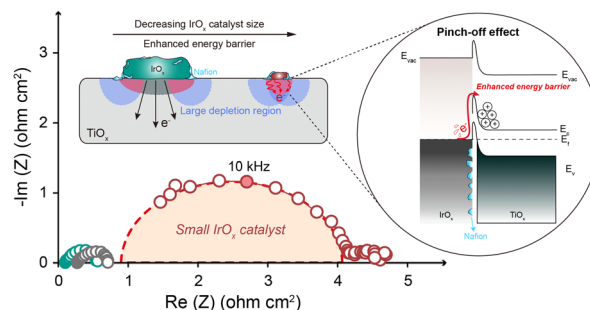 Decreasing IrOx catalyst size
Enhanced energy barrier
IrOx
Nafion
e-
e-
Large depletion region
TiOx
Pinch-off effect
Evac
Evac
Enhanced energy barrier
e-
Ef
Ev
IrOx
TiOx
Nafion
-Im (Z) (ohm cm2)
3
2
1
0
10 kHz
Small IrOx catalyst
0
1
2
3
4
5
Re (Z) (ohm cm2)